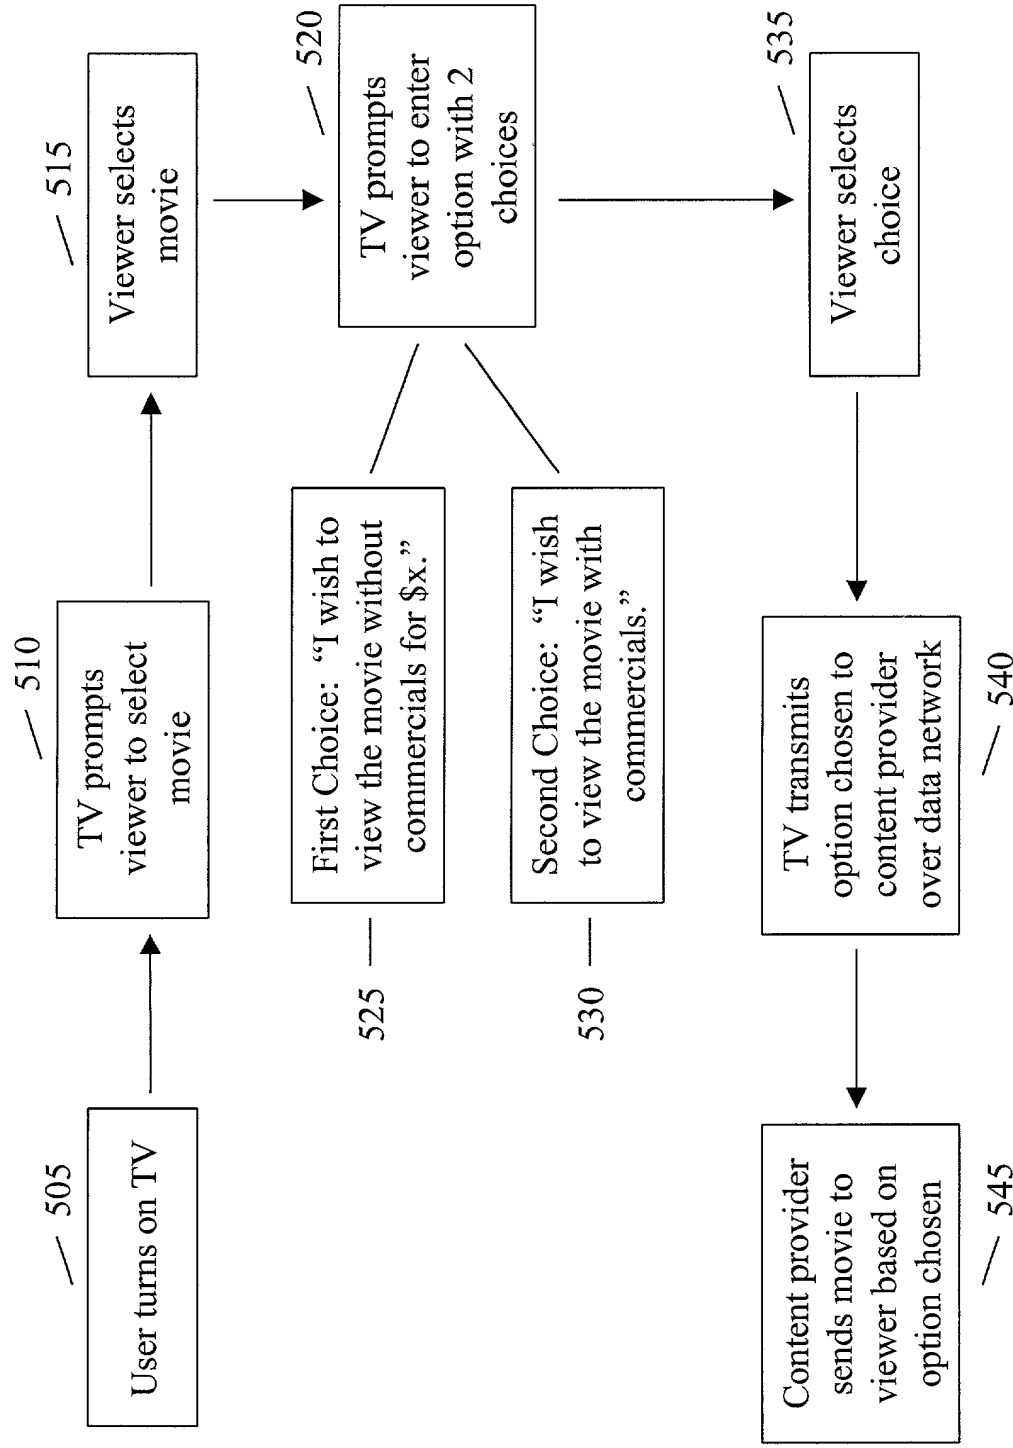 505
User turns on TV
510
TV prompts
viewer to select
movie
515
Viewer selects
movie
520
TV prompts
viewer to enter
option with 2
choices
525
First Choice: “I wish to
view the movie without
commercials for $x.”
530
Second Choice: “I wish
to view the movie with
commercials.”
535
Viewer selects
choice
TV transmits
option chosen to
content provider
over data network
540
Content provider
sends movie to
viewer based on
option chosen
545